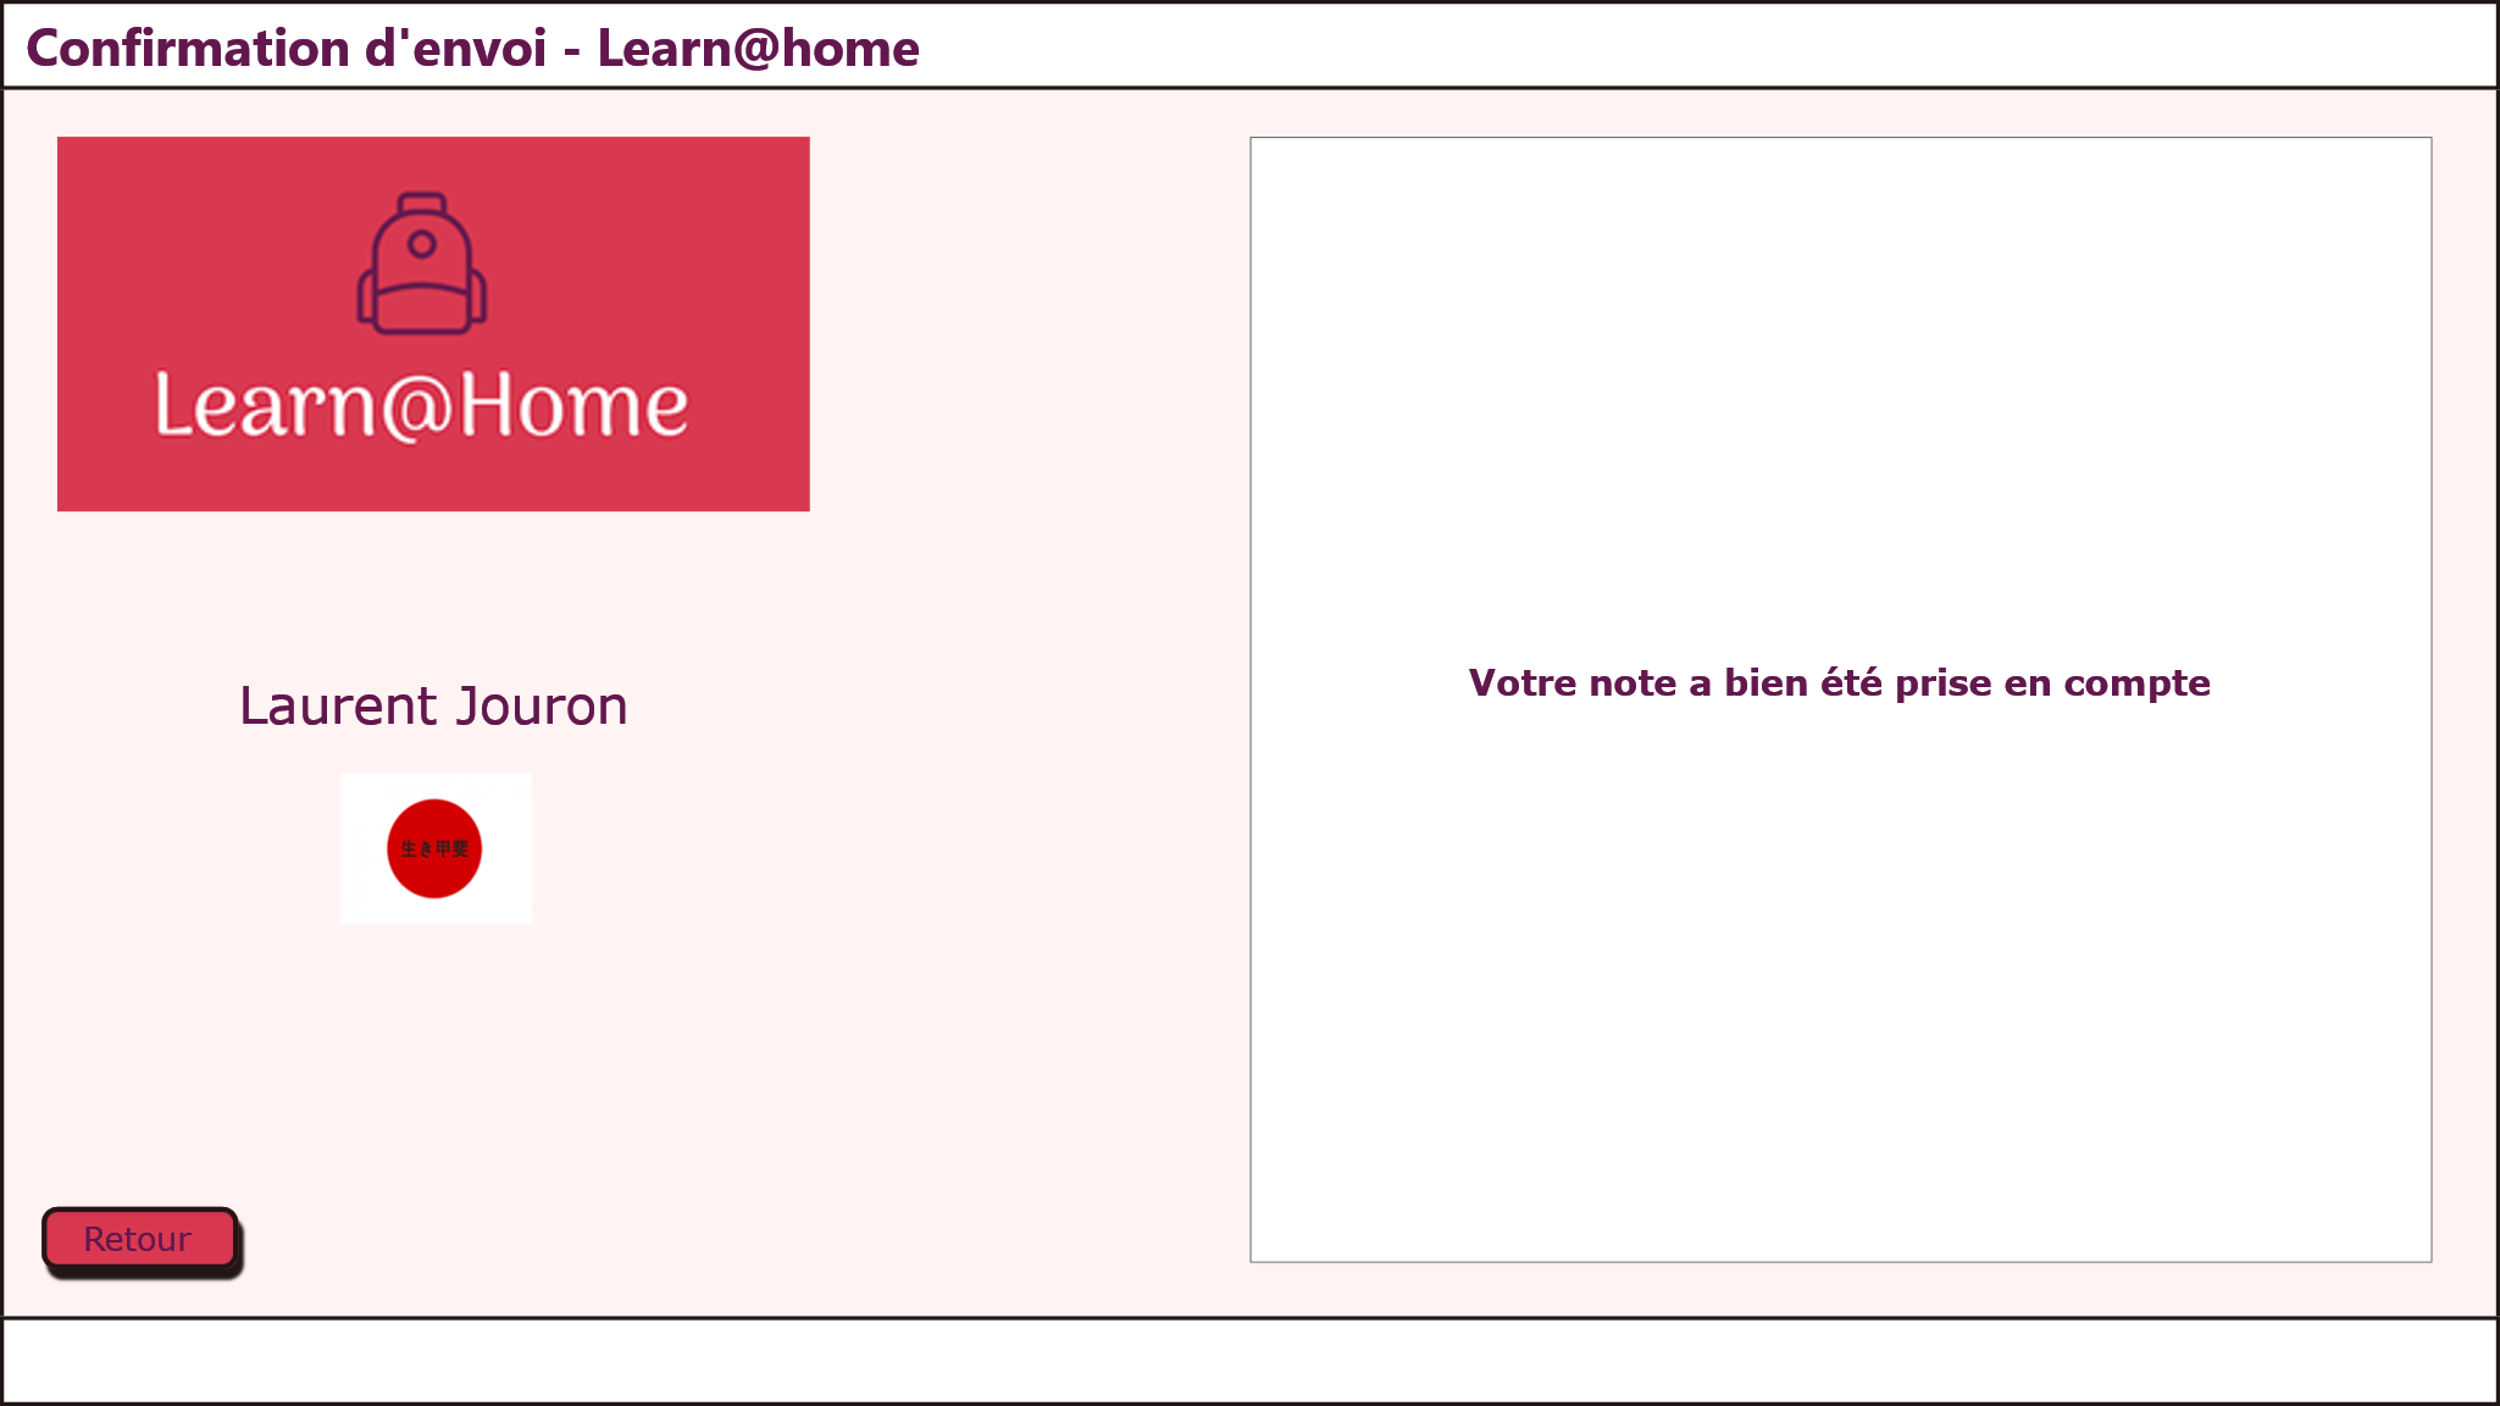 Confirmation d'envoi - Learn@home
Learn@Home
Laurent Jouron
生き甲斐
Votre note a bien été prise en compte
Retour